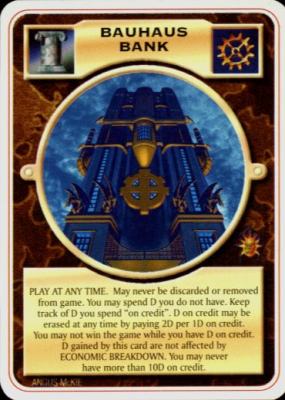 BAUHAUS
BANK
PLAY AT ANY TIME. May never be discarded or removed
from game. You may spend D you do not have. Keep
track of D you spend "on credit". D on credit may be
erased at any time by paying 2D per 1D on credit.
You may not win the game while you have D on credit.
D gained by this card are not affected by
ECONOMIC BREAKDOWN. You may never
have more than 10D on credit.
ANGUS McKIE